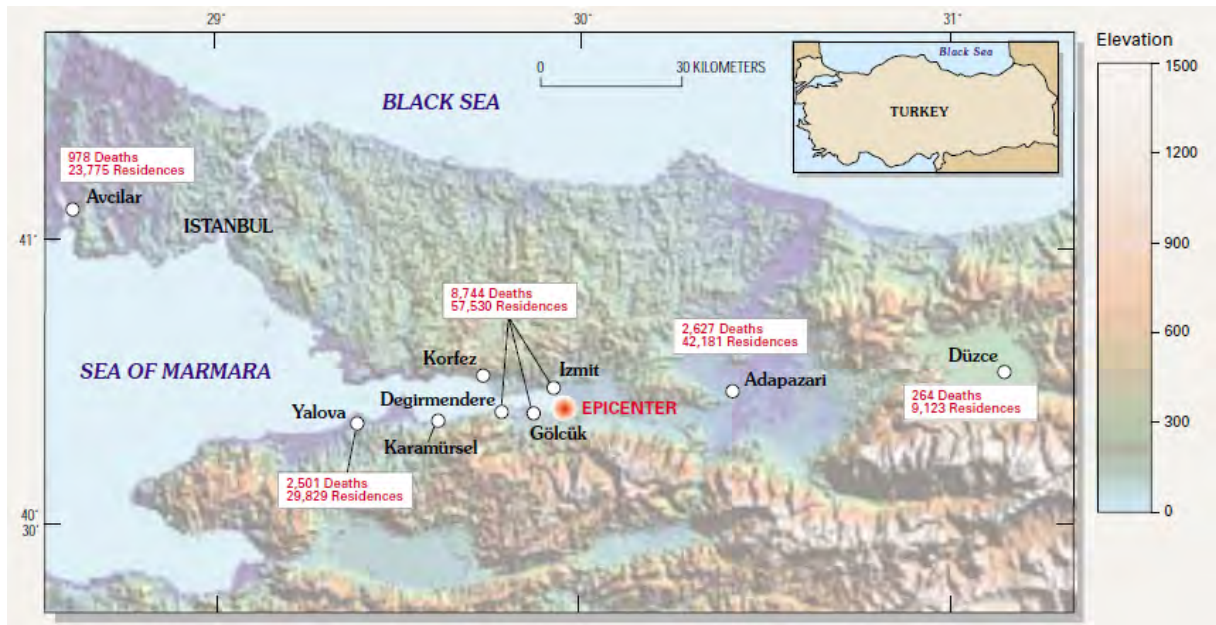 29°
30°
31°
Elevation
1500
1200
900
600
300
0
0 30 KILOMETERS
Black Sea
TURKEY
BLACK SEA
978 Deaths
23,775 Residences
Avcilar
ISTANBUL
41°
8,744 Deaths
57,530 Residences
2,627 Deaths
42,181 Residences
Korfez
Izmit
Düzce
SEA OF MARMARA
Degirmendere
Adapazari
264 Deaths
9,123 Residences
Yalova
EPICENTER
Gölcük
Karamürsel
2,501 Deaths
29,829 Residences
40°
30'
29°
30°
31°